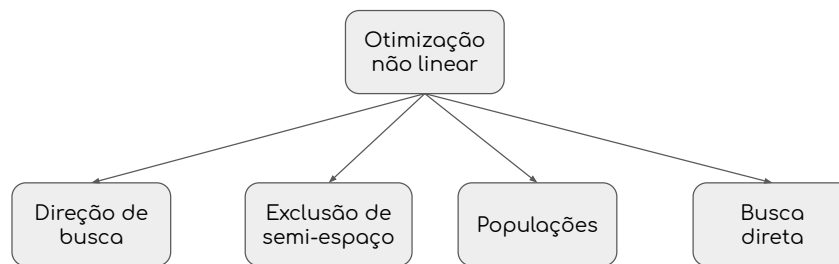 Otimização
não linear
Direção de
busca
Exclusão de
semi-espaço
Populações
Busca
direta